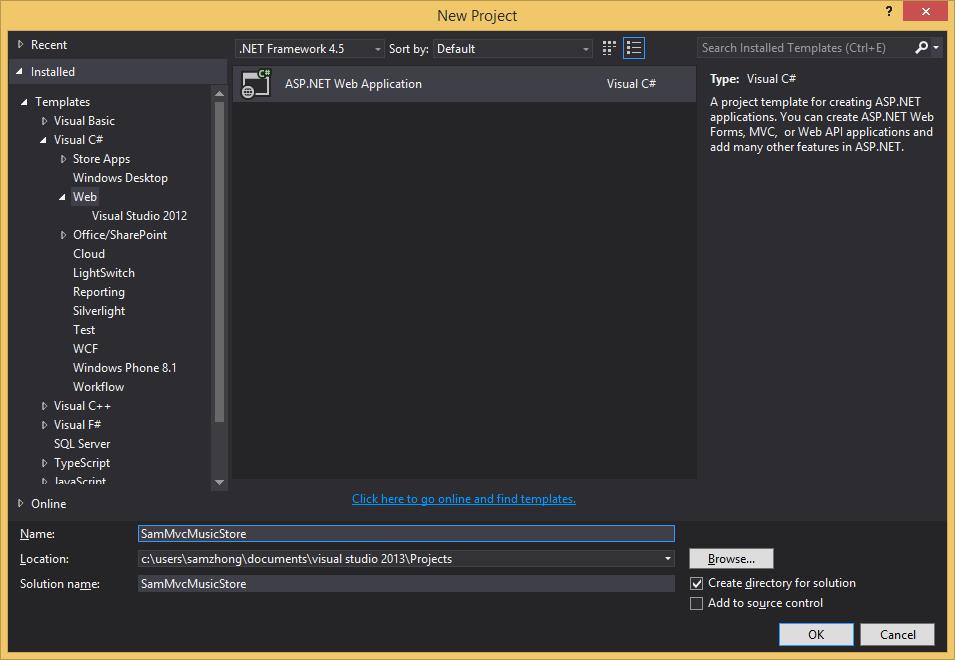 New Project
?
Recent
Installed
Templates
Visual Basic
Visual C#
Store Apps
Windows Desktop
Web
Visual Studio 2012
Office/SharePoint
Cloud
LightSwitch
Reporting
Silverlight
Test
WCF
Windows Phone 8.1
Workflow
Visual C++
Visual F#
SQL Server
TypeScript
JavaScript
Online
.NET Framework 4.5 Sort by: Default
C# ASP.NET Web Application Visual C#
Click here to go online and find templates.
Search Installed Templates (Ctrl+E)
Type: Visual C#
A project template for creating ASP.NET
applications. You can create ASP.NET Web
Forms, MVC, or Web API applications and
add many other features in ASP.NET.
Name: SamMvcMusicStore
Location: c:\users\samzhong\documents\visual studio 2013\Projects
Browse...
Solution name: SamMvcMusicStore
Create directory for solution
Add to source control
OK Cancel